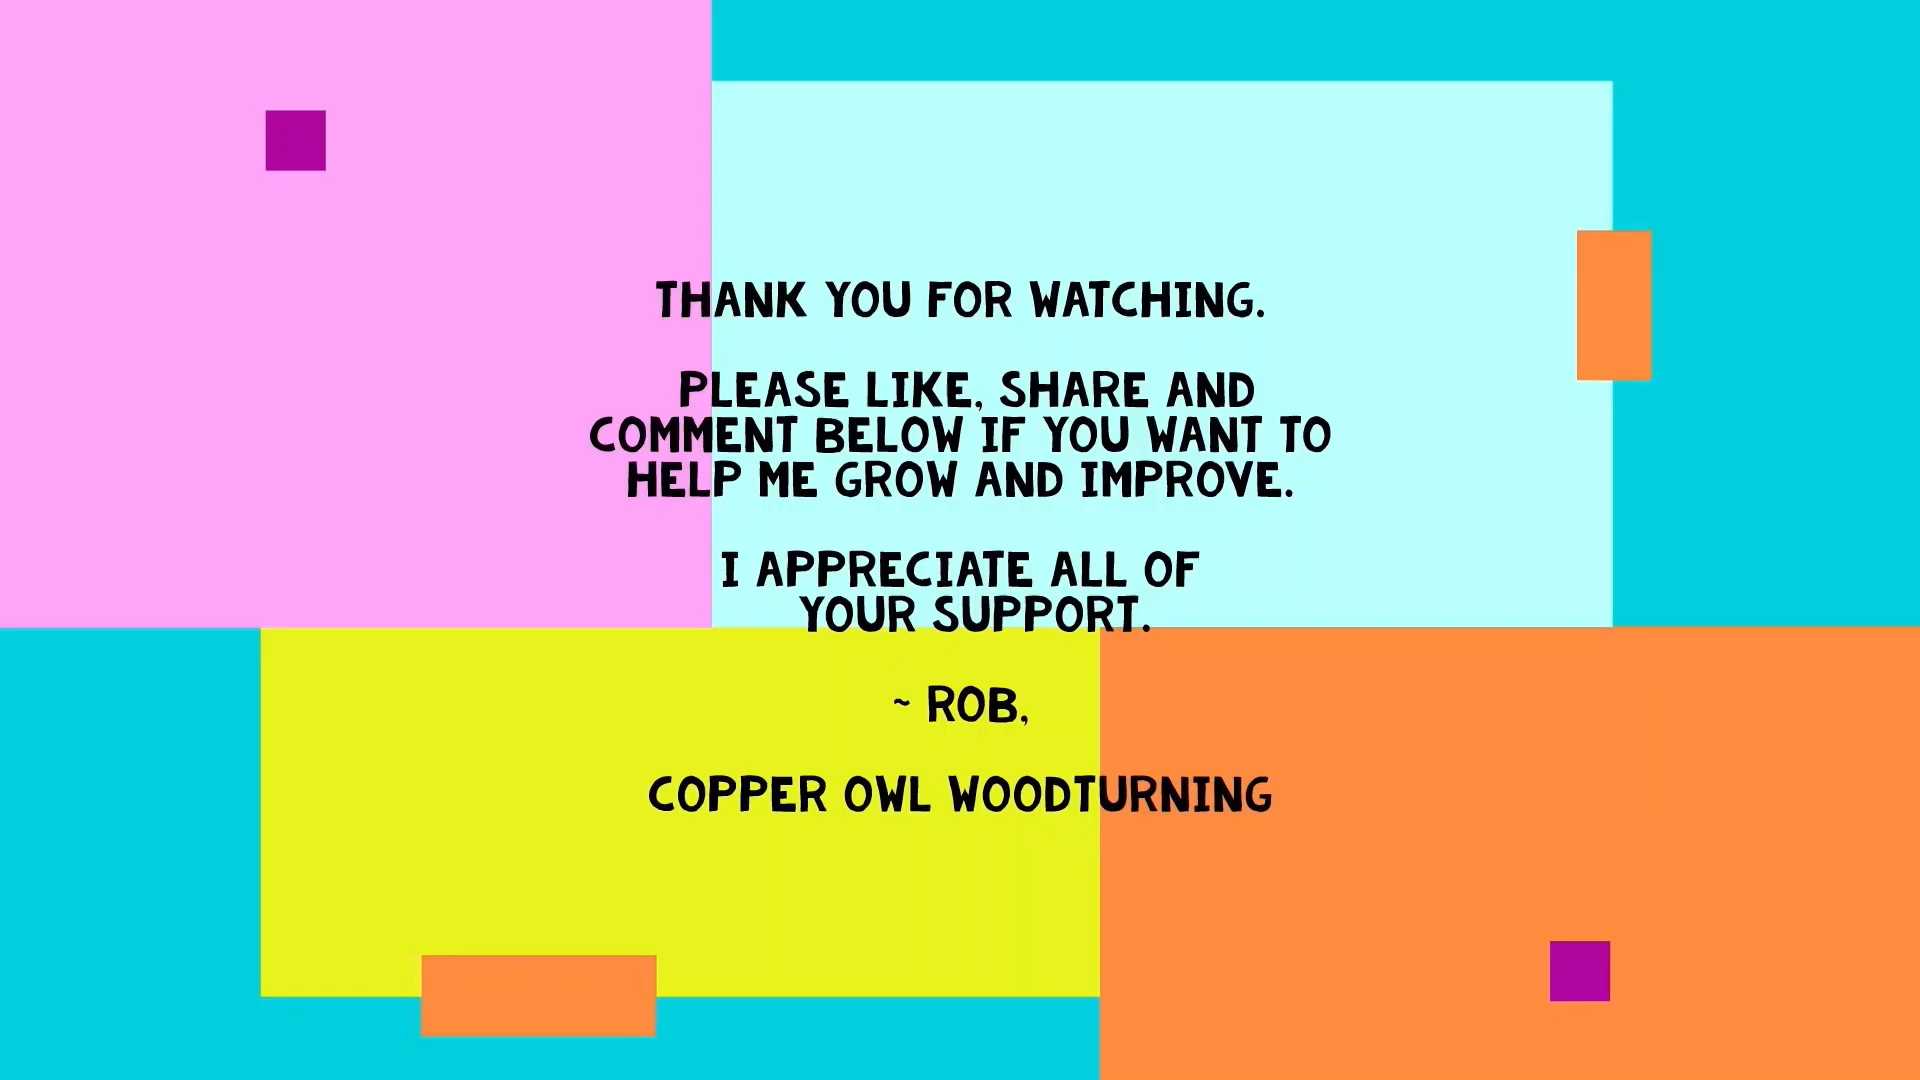 THANK YOU FOR WATCHING.
PLEASE LIKE, SHARE AND
COMMENT BELOW IF YOU WANT TO
HELP ME GROW AND IMPROVE.
I APPRECIATE ALL OF
YOUR SUPPORT.
~ ROB,
COPPER OWL WOODTURNING